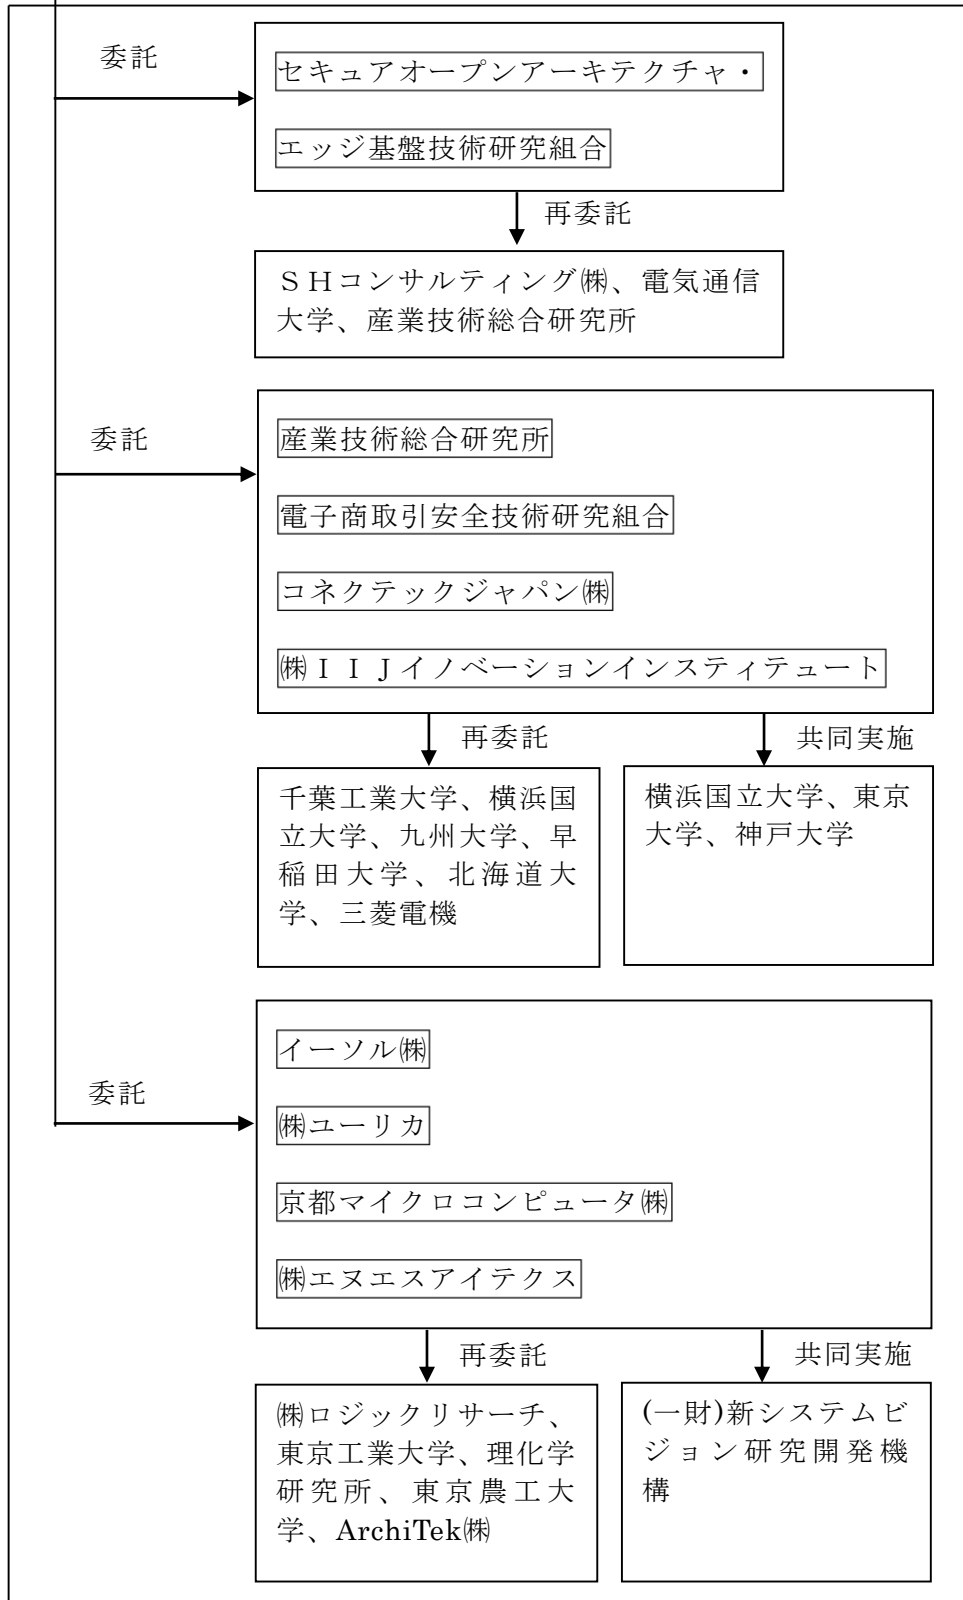 委託
セキュアオープンアーキテクチャ・
エッジ基盤技術研究組合
再委託
ＳＨコンサルティング㈱、電気通信
大学、産業技術総合研究所
委託
産業技術総合研究所
電子商取引安全技術研究組合
コネクテックジャパン㈱
㈱ＩＩＪイノベーションインスティテュート
再委託
共同実施
千葉工業大学、横浜国
立大学、九州大学、早
稲田大学、北海道大
学、三菱電機
横浜国立大学、東京
大学、神戸大学
委託
イーソル㈱
㈱ユーリカ
京都マイクロコンピュータ㈱
㈱エヌエスアイテクス
再委託
共同実施
㈱ロジックリサーチ、
東京工業大学、理化学
研究所、東京農工大
学、ArchiTek㈱
(一財)新システムビ
ジョン研究開発機
構